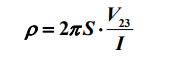 ρ = 2πS · V₂₃ / I